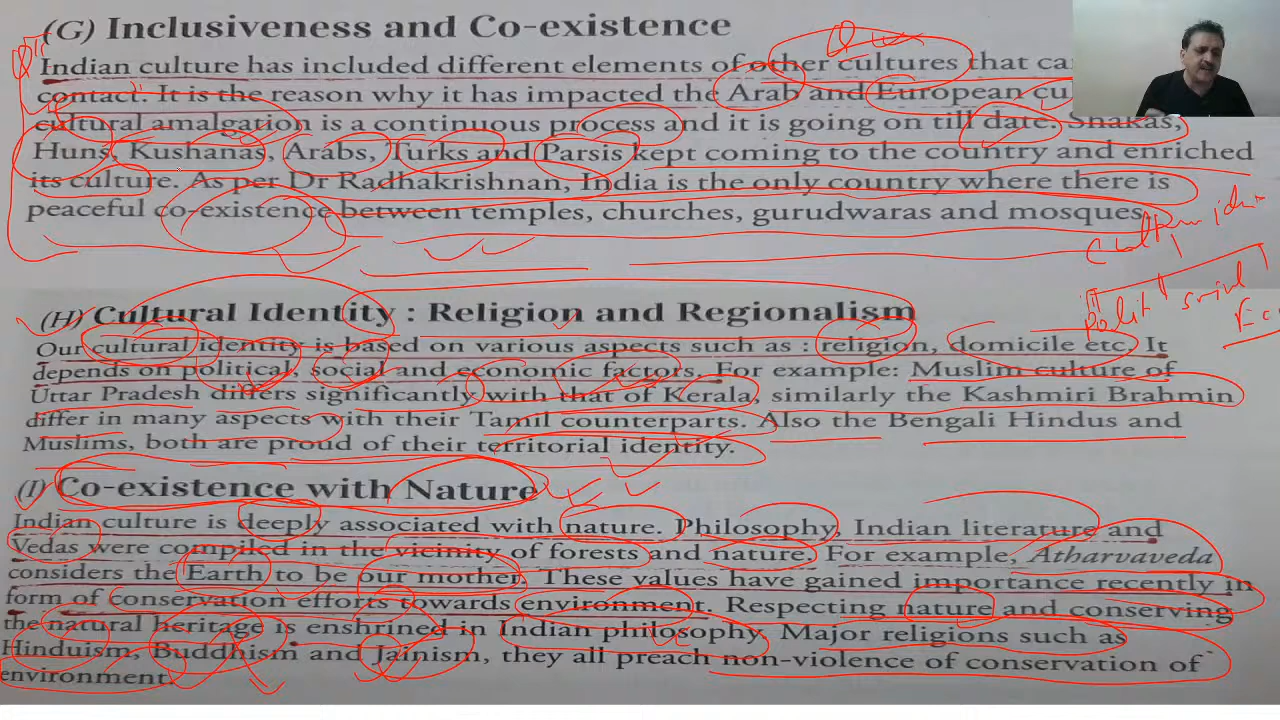 (G) Inclusiveness and Co-existence
Indian culture has included different elements of other cultures that
contact. It is the reason why it has impacted the Arab and European
cultural amalgation is a continuous process and it is going on till date. Shakas,
Huns, Kushanas, Arabs, Turks and Parsis kept coming to the country and enriched
its culture. As per Dr Radhakrishnan, India is the only country where there is
peaceful co-existence between temples, churches, gurudwaras and mosques.
(H) Cultural Identity : Religion and Regionalism
Our cultural identity is based on various aspects such as : religion, domicile etc. It
depends on political, social and economic factors. For example: Muslim culture of
Uttar Pradesh differs significantly with that of Kerala, similarly the Kashmiri Brahmin
differ in many aspects with their Tamil counterparts. Also the Bengali Hindus and
Muslims, both are proud of their territorial identity.
(I) Co-existence with Nature
Indian culture is deeply associated with nature. Philosophy, Indian literature and
Vedas were compiled in the vicinity of forests and nature. For example, Atharvaveda
considers the Earth to be our mother. These values have gained importance recently in
form of conservation efforts towards environment. Respecting nature and conserving
the natural heritage is enshrined in Indian philosophy. Major religions such as
Hinduism, Buddhism and Jainism, they all preach non-violence of conservation of
environment.